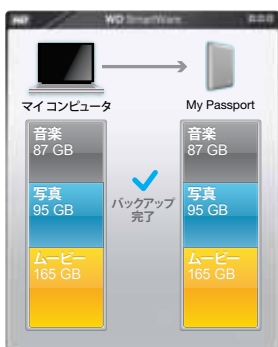 WD SmartWare
マイ コンピュータ
My Passport
音楽
87 GB
写真
95 GB
ムービー
165 GB
バックアップ
完了
音楽
87 GB
写真
95 GB
ムービー
165 GB